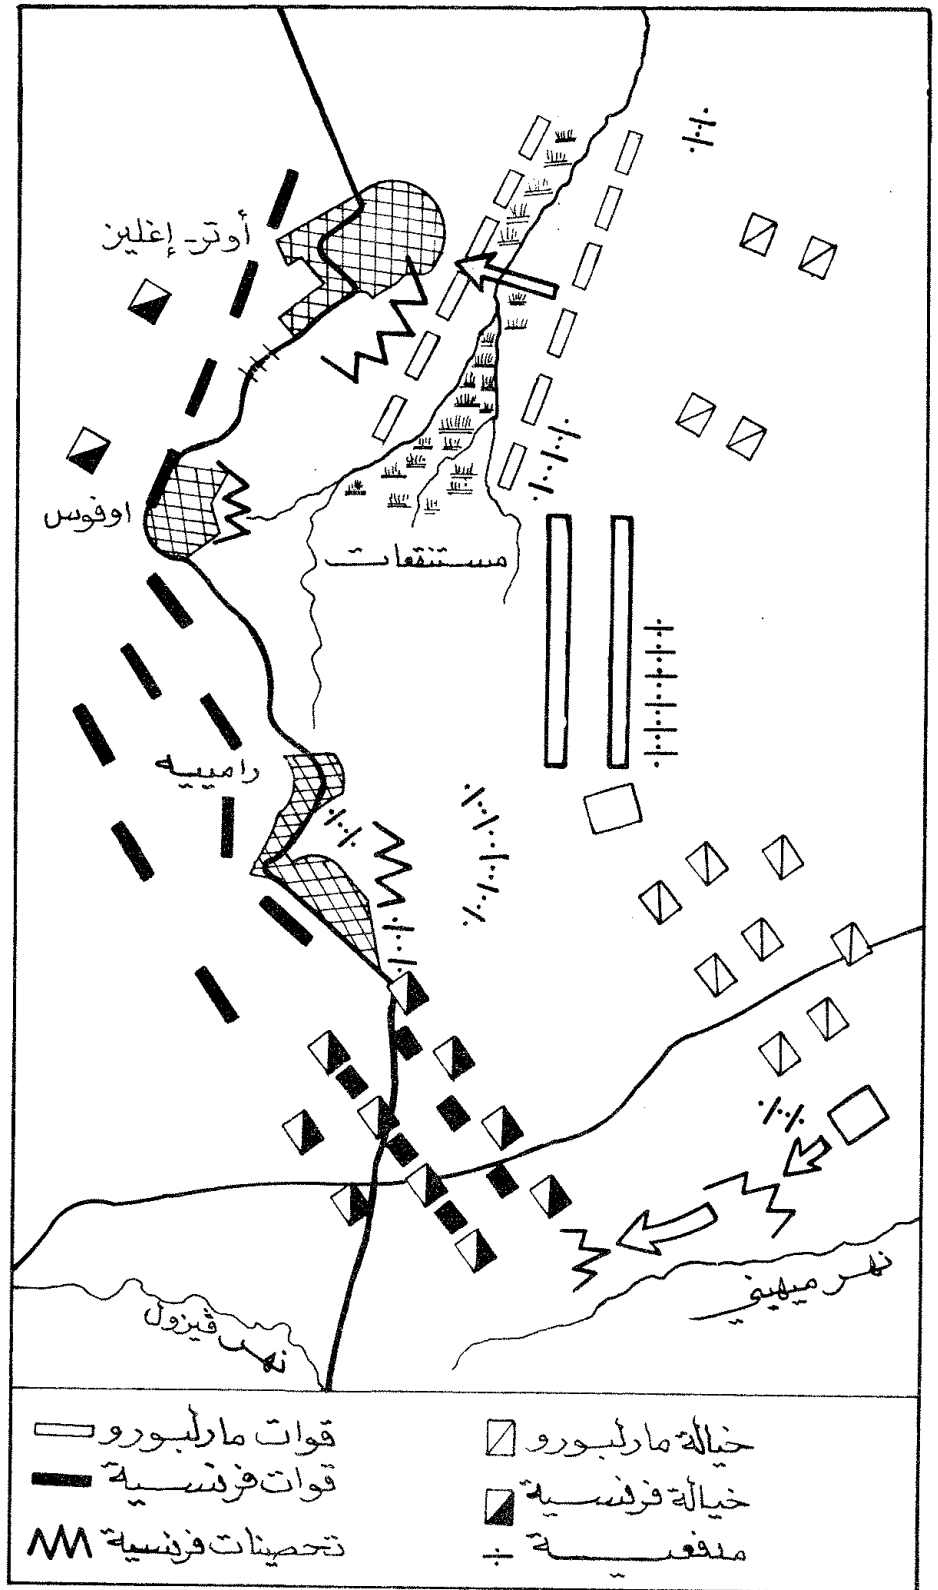 أوتر-إغليز
اوفوس
مستنقعات
رامييه
نهر ميهيني
نهر ڤيزول
خيالة مارلبورو
قوات مارلبورو
خيالة فرنسية
قوات فرنسية
مدفعية
تحصينات فرنسية